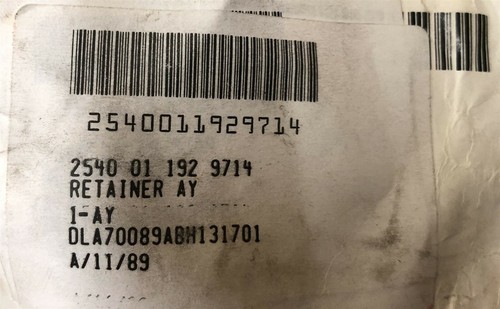 2540011929714
2540 01 192 9714
RETAINER AY
1-AY
DLA70089ABH131701
A/11/89